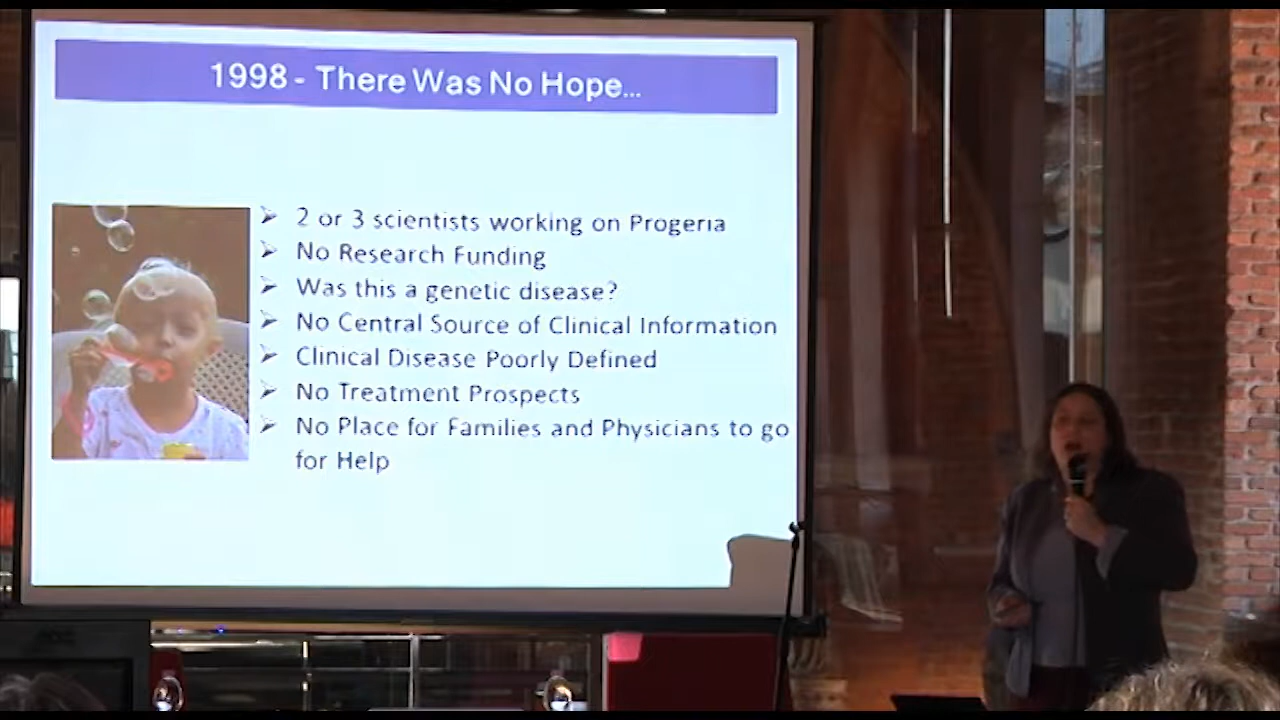 1998 - There Was No Hope...
➢ 2 or 3 scientists working on Progeria
➢ No Research Funding
➢ Was this a genetic disease?
➢ No Central Source of Clinical Information
➢ Clinical Disease Poorly Defined
➢ No Treatment Prospects
➢ No Place for Families and Physicians to go
for Help